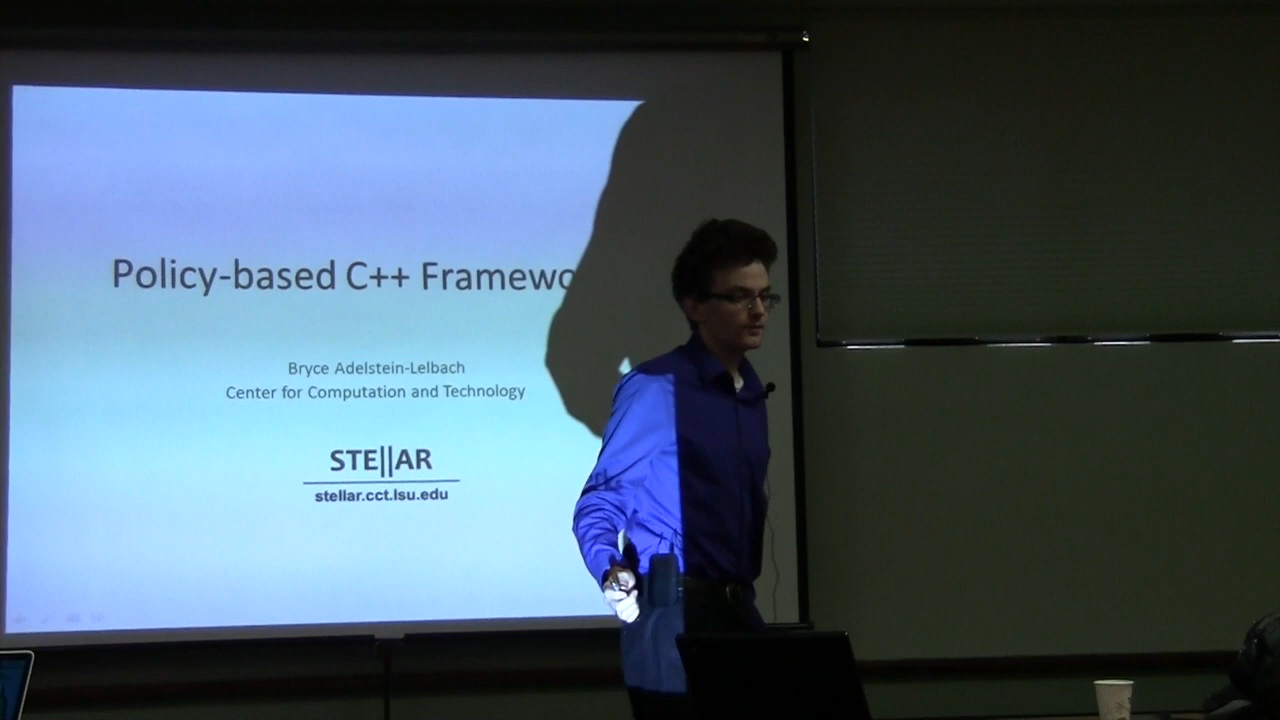 Policy-based C++ Framewo
Bryce Adelstein-Lelbach
Center for Computation and Technology
STE||AR
stellar.cct.lsu.edu